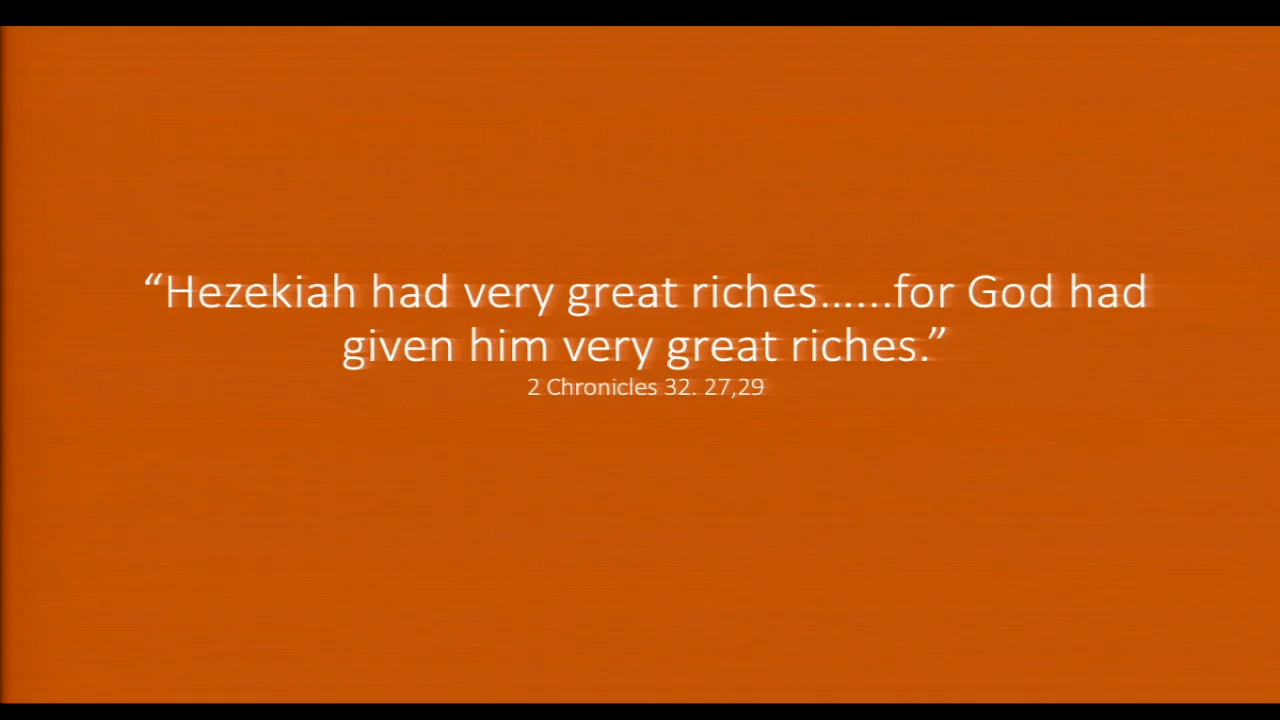 “Hezekiah had very great riches......for God had
given him very great riches.”
2 Chronicles 32. 27,29